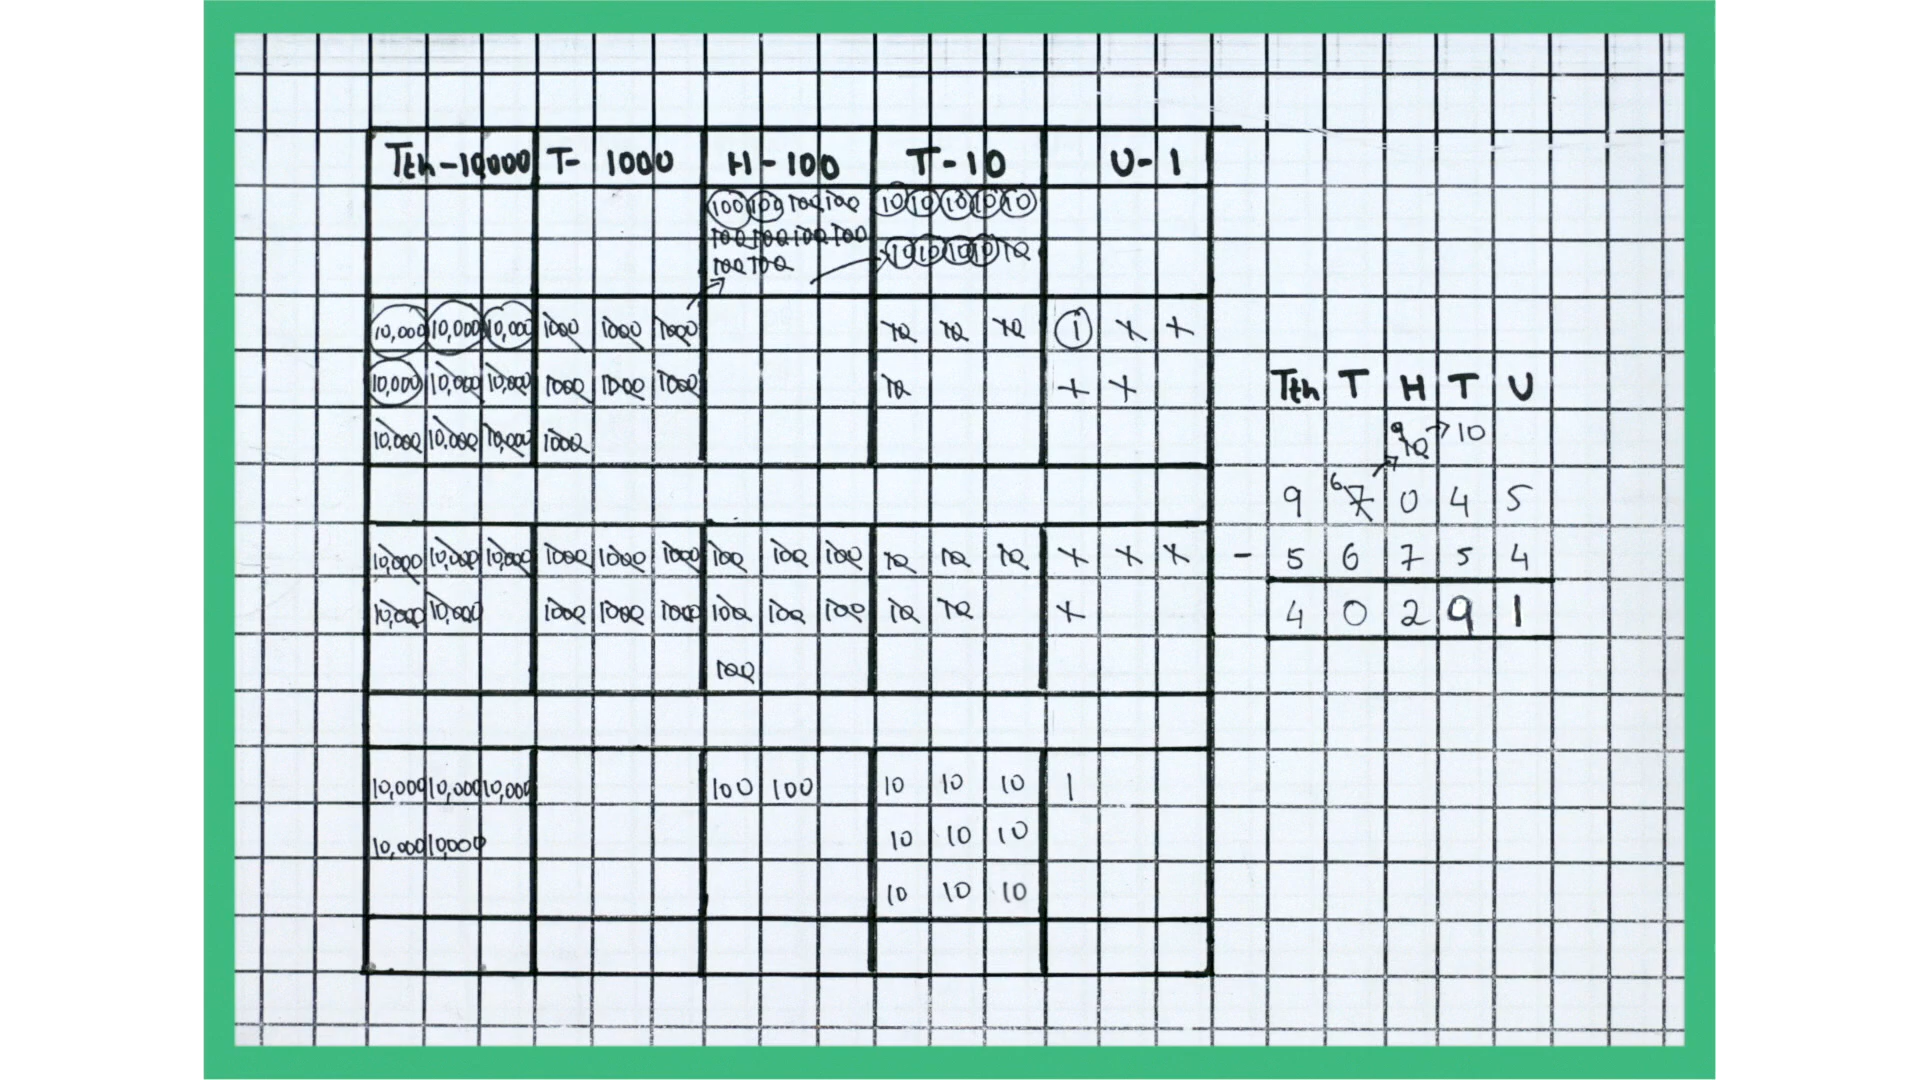 Tth-10000 T- 1000 H-100 T-10 U-1
100 100 100 100 10 10 10 10 10
100 100 100 100
100 100 10 10 10 10 10
10,000 10,000 10,000 1000 1000 1000 10 10 10 1 1 1
10,000 10,000 10,000 1000 1000 1000 10 1 1
10,000 10,000 10,000 1000
10,000 10,000 10,000 1000 1000 1000 100 100 100 10 10 10 1 1 1
10,000 10,000 1000 1000 1000 100 100 100 10 10 1
100
10,000 10,000 10,000 100 100 10 10 10 1
10,000 10,000 10 10 10
10 10 10
Tth T H T U
9
10 → 10
6
9 7 0 4 5
- 5 6 7 5 4
4 0 2 9 1